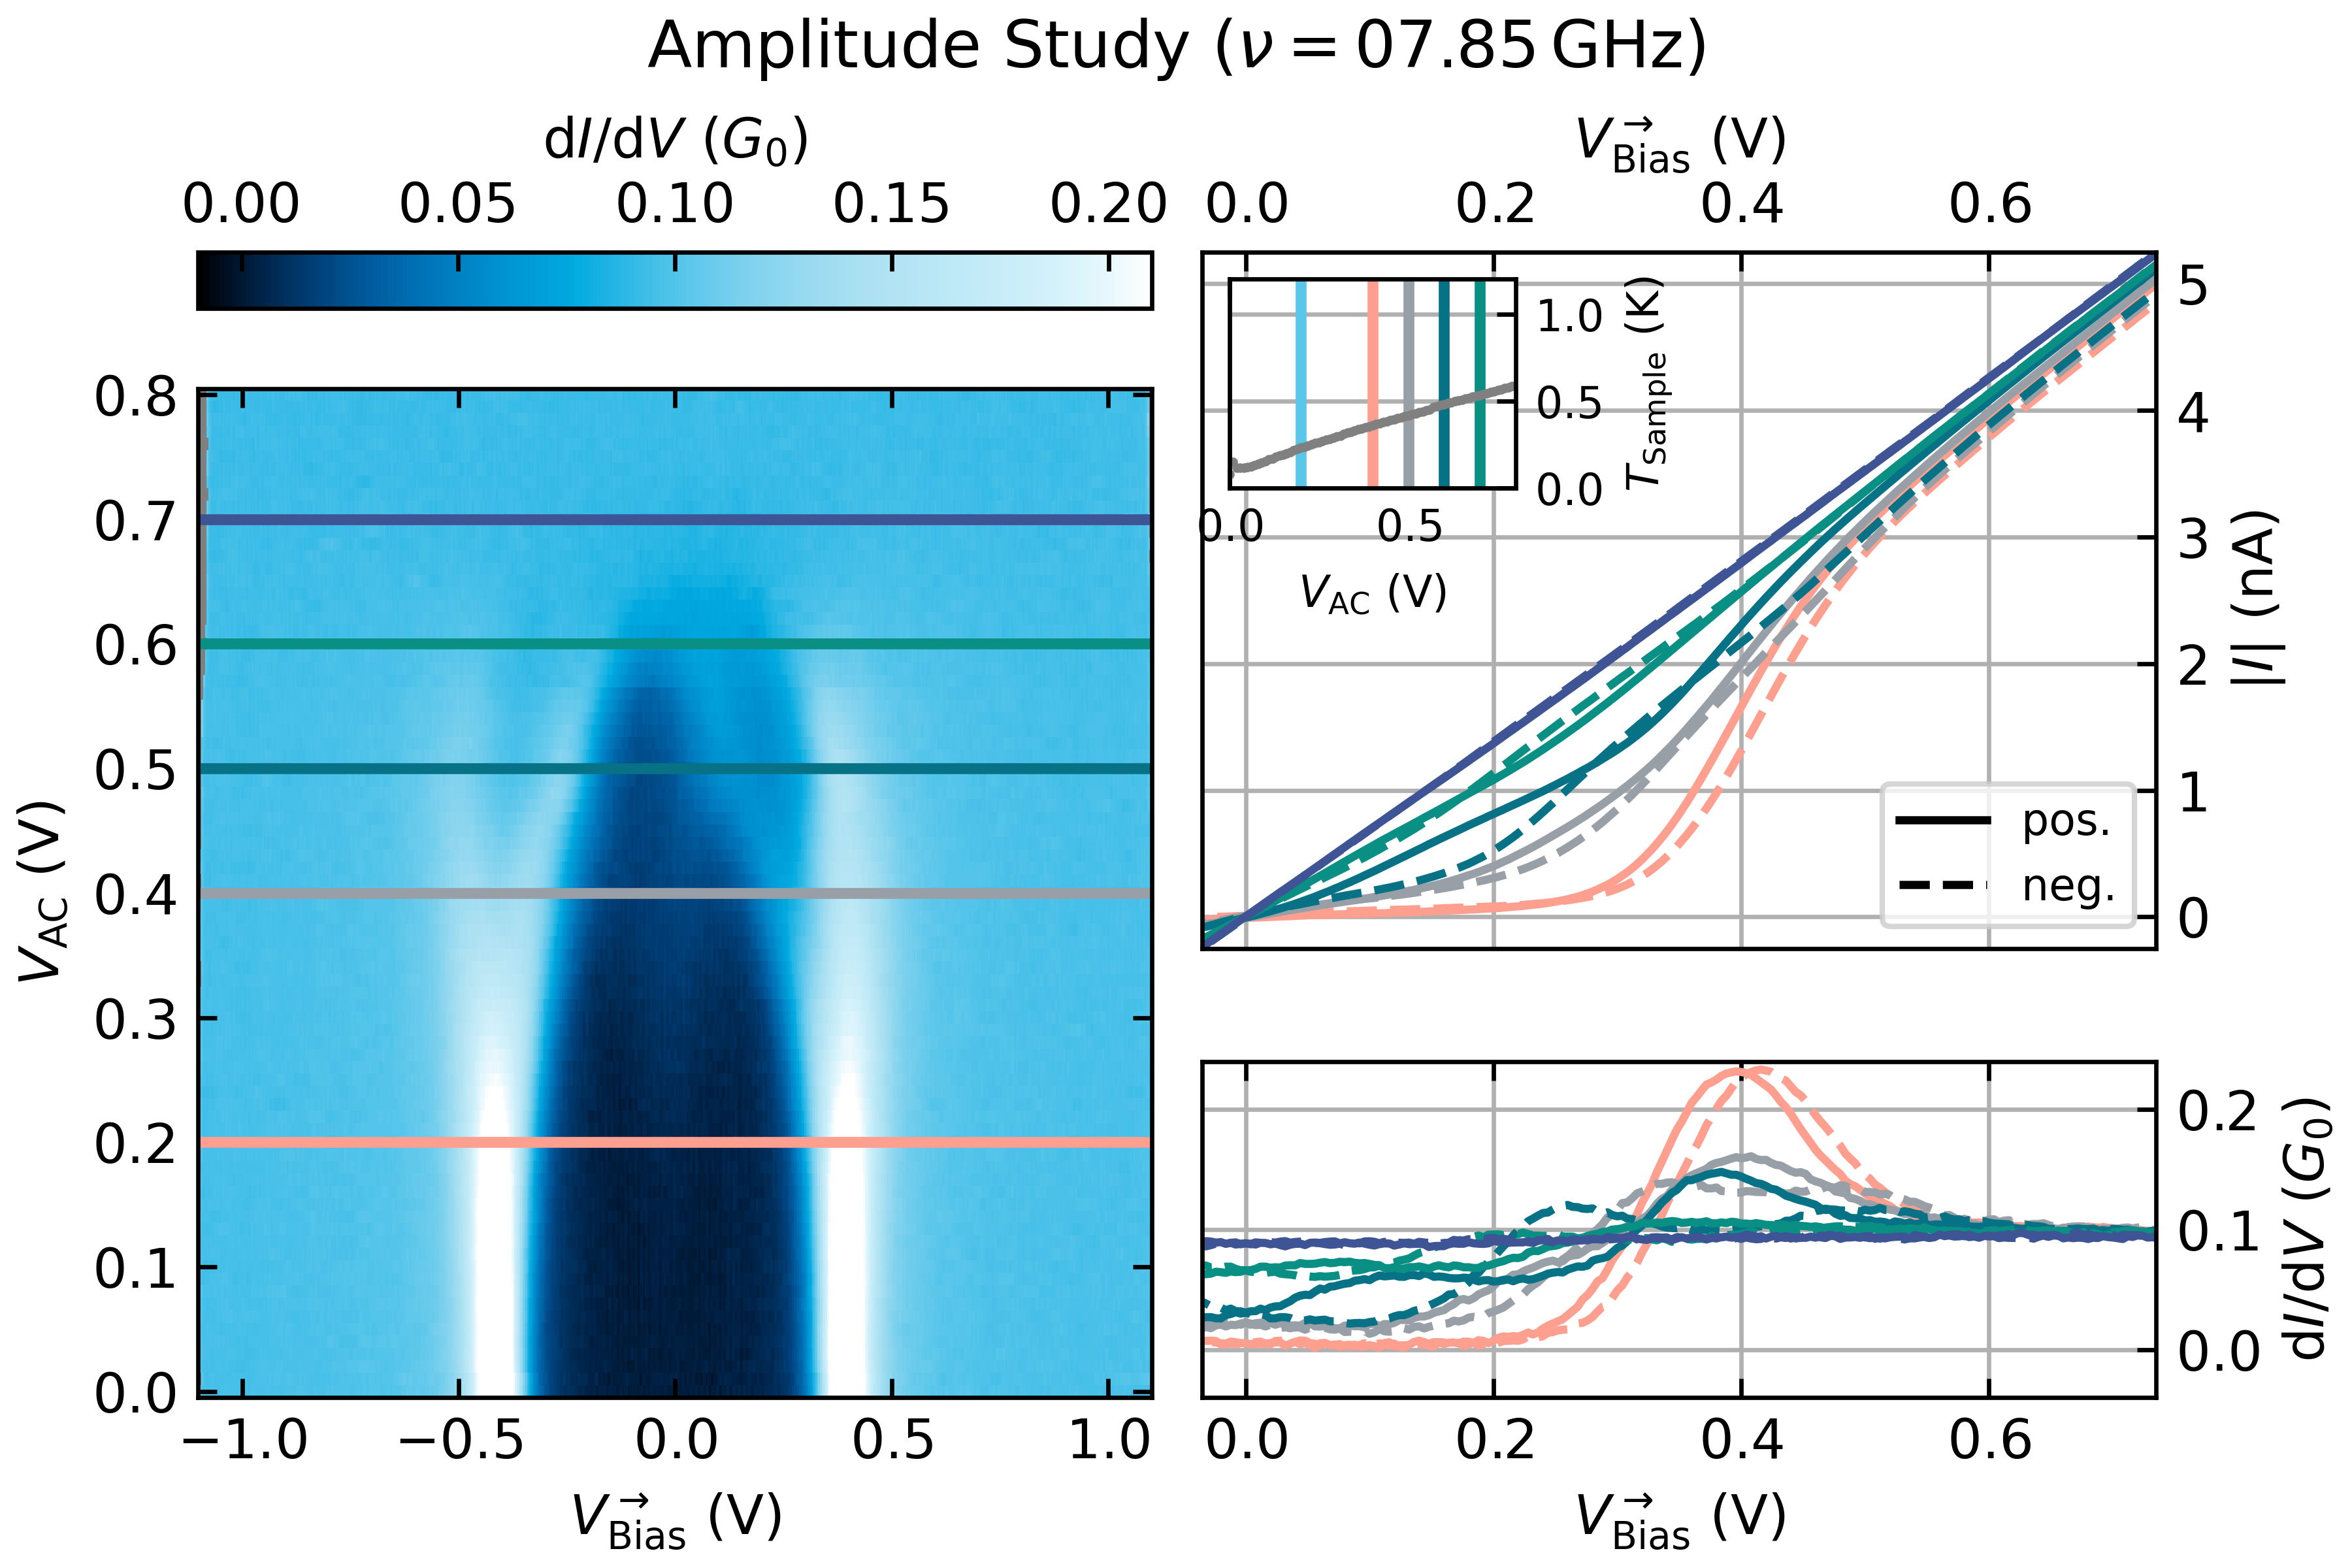 Amplitude Study (ν = 07.85 GHz)
dI/dV (G₀)
0.00 0.05 0.10 0.15 0.20
V_AC (V)
0.8
0.7
0.6
0.5
0.4
0.3
0.2
0.1
0.0
−1.0 −0.5 0.0 0.5 1.0
V→Bias (V)
V→Bias (V)
0.0 0.2 0.4 0.6
1.0
0.5
0.0
T_Sample (K)
0.0 0.5
V_AC (V)
5
4
3
2
1
0
|I| (nA)
pos.
neg.
0.2
0.1
0.0
dI/dV (G₀)
0.0 0.2 0.4 0.6
V→Bias (V)